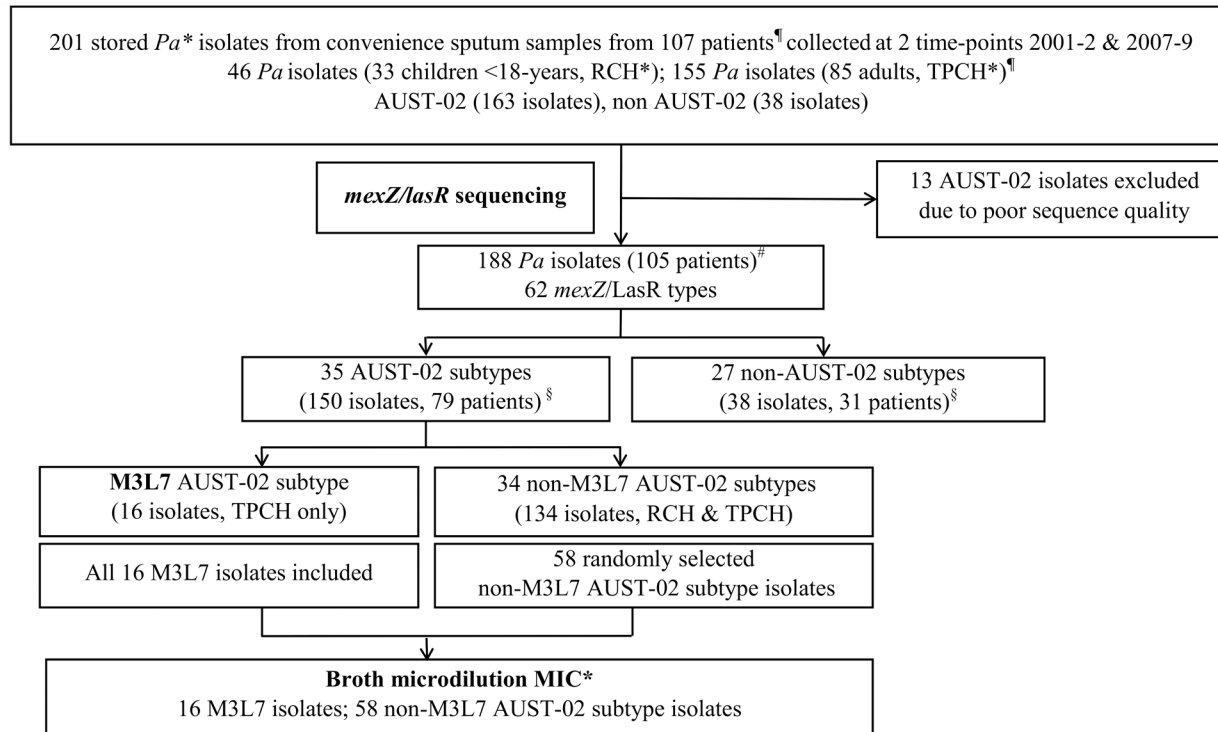 201 stored Pa* isolates from convenience sputum samples from 107 patients¶ collected at 2 time-points 2001-2 & 2007-9
46 Pa isolates (33 children <18-years, RCH*); 155 Pa isolates (85 adults, TPCH*)¶
AUST-02 (163 isolates), non AUST-02 (38 isolates)
mexZ/lasR sequencing
13 AUST-02 isolates excluded
due to poor sequence quality
188 Pa isolates (105 patients)#
62 mexZ/LasR types
35 AUST-02 subtypes
(150 isolates, 79 patients) §
27 non-AUST-02 subtypes
(38 isolates, 31 patients)§
M3L7 AUST-02 subtype
(16 isolates, TPCH only)
34 non-M3L7 AUST-02 subtypes
(134 isolates, RCH & TPCH)
All 16 M3L7 isolates included
58 randomly selected
non-M3L7 AUST-02 subtype isolates
Broth microdilution MIC*
16 M3L7 isolates; 58 non-M3L7 AUST-02 subtype isolates